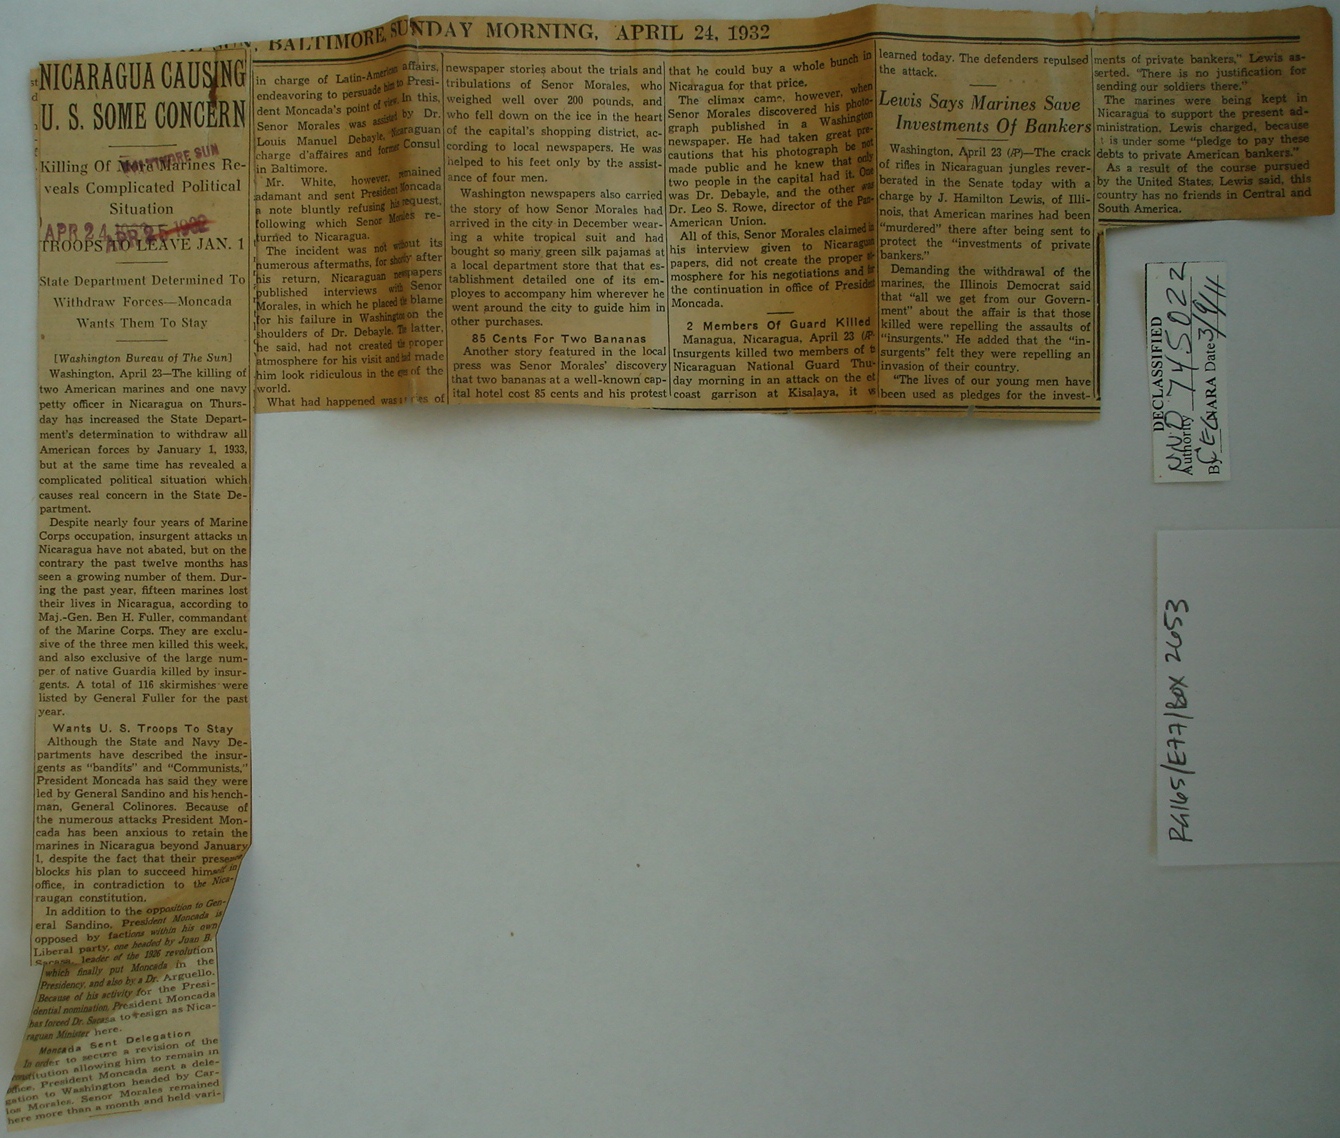 SUN, BALTIMORE, SUNDAY MORNING, APRIL 24, 1932
NICARAGUA CAUSING
U. S. SOME CONCERN
Killing Of Two Marines Re-
veals Complicated Political
Situation
BALTIMORE SUN
APR 24 1932
TROOPS TO LEAVE JAN. 1
State Department Determined To
Withdraw Forces—Moncada
Wants Them To Stay
[Washington Bureau of The Sun]
Washington, April 23—The killing of
two American marines and one navy
petty officer in Nicaragua on Thurs-
day has increased the State Depart-
ment's determination to withdraw all
American forces by January 1, 1933,
but at the same time has revealed a
complicated political situation which
causes real concern in the State De-
partment.
Despite nearly four years of Marine
Corps occupation, insurgent attacks in
Nicaragua have not abated, but on the
contrary the past twelve months has
seen a growing number of them. Dur-
ing the past year, fifteen marines lost
their lives in Nicaragua, according to
Maj.-Gen. Ben H. Fuller, commandant
of the Marine Corps. They are exclu-
sive of the three men killed this week,
and also exclusive of the large num-
per of native Guardia killed by insur-
gents. A total of 116 skirmishes were
listed by General Fuller for the past
year.
Wants U. S. Troops To Stay
Although the State and Navy De-
partments have described the insur-
gents as "bandits" and "Communists,"
President Moncada has said they were
led by General Sandino and his hench-
man, General Colinores. Because of
the numerous attacks President Mon-
cada has been anxious to retain the
marines in Nicaragua beyond January
1, despite the fact that their presence
blocks his plan to succeed himself in
office, in contradiction to the Nica-
raugan constitution.
In addition to the opposition to Gen-
eral Sandino, President Moncada is
opposed by factions within his own
Liberal party, one headed by Juan B.
Sacasa, leader of the 1926 revolution
which finally put Moncada in the
Presidency, and also by a Dr. Arguello.
Because of his activity for the Presi-
dential nomination, President Moncada
has forced Dr. Sacasa to resign as Nica-
raguan Minister here.
Moncada Sent Delegation
In order to secure a revision of the
constitution allowing him to remain in
office, President Moncada sent a dele-
gation to Washington headed by Car-
los Morales. Senor Morales remained
here more than a month and held vari-
in charge of Latin-American affairs,
endeavoring to persuade him to Presi-
dent Moncada's point of view. In this,
Senor Morales was assisted by Dr.
Louis Manuel Debayle, Nicaraguan
charge d'affaires and former Consul
in Baltimore.
Mr. White, however, remained
adamant and sent President Moncada
a note bluntly refusing his request,
following which Senor Morales re-
turned to Nicaragua.
The incident was not without its
humerous aftermaths, for shortly after
his return, Nicaraguan newspapers
published interviews with Senor
Morales, in which he placed the blame
for his failure in Washington on the
shoulders of Dr. Debayle. The latter,
he said, had not created the proper
atmosphere for his visit and had made
him look ridiculous in the eyes of the
world.
What had happened was of
newspaper stories about the trials and
tribulations of Senor Morales, who
weighed well over 200 pounds, and
who fell down on the ice in the heart
of the capital's shopping district, ac-
cording to local newspapers. He was
helped to his feet only by the assist-
ance of four men.
Washington newspapers also carried
the story of how Senor Morales had
arrived in the city in December wear-
ing a white tropical suit and had
bought so many green silk pajamas at
a local department store that that es-
tablishment detailed one of its em-
ployes to accompany him wherever he
went around the city to guide him in
other purchases.
85 Cents For Two Bananas
Another story featured in the local
press was Senor Morales' discovery
that two bananas at a well-known cap-
ital hotel cost 85 cents and his protest
that he could buy a whole bunch in
Nicaragua for that price.
The climax came, however, when
Senor Morales discovered his photo-
graph published in a Washington
newspaper. He had taken great pre-
cautions that his photograph be not
made public and he knew that only
two people in the capital had it. One
was Dr. Debayle, and the other was
Dr. Leo S. Rowe, director of the Pan-
American Union.
All of this, Senor Morales claimed in
his interview given to Nicaraguan
papers, did not create the proper at-
mosphere for his negotiations and for
the continuation in office of President
Moncada.
2 Members Of Guard Killed
Managua, Nicaragua, April 23 (AP)
Insurgents killed two members of the
Nicaraguan National Guard Thu-
day morning in an attack on the
coast garrison at Kisalaya, it was
learned today. The defenders repulsed
the attack.
Lewis Says Marines Save
Investments Of Bankers
Washington, April 23 (AP)—The crack
of rifles in Nicaraguan jungles rever-
berated in the Senate today with a
charge by J. Hamilton Lewis, of Illi-
nois, that American marines had been
"murdered" there after being sent to
protect the "investments of private
bankers."
Demanding the withdrawal of the
marines, the Illinois Democrat said
that "all we get from our Govern-
ment" about the affair is that those
killed were repelling the assaults of
"insurgents." He added that the "in-
surgents" felt they were repelling an
invasion of their country.
"The lives of our young men have
been used as pledges for the invest-
ments of private bankers," Lewis as-
serted. "There is no justification for
sending our soldiers there."
The marines were being kept in
Nicaragua to support the present ad-
ministration, Lewis charged, because
it is under some "pledge to pay these
debts to private American bankers."
As a result of the course pursued
by the United States, Lewis said, this
country has no friends in Central and
South America.
DECLASSIFIED
Authority NND 745022
By CEG NARA Date 3/9/11
RG165/E77/BOX 2653